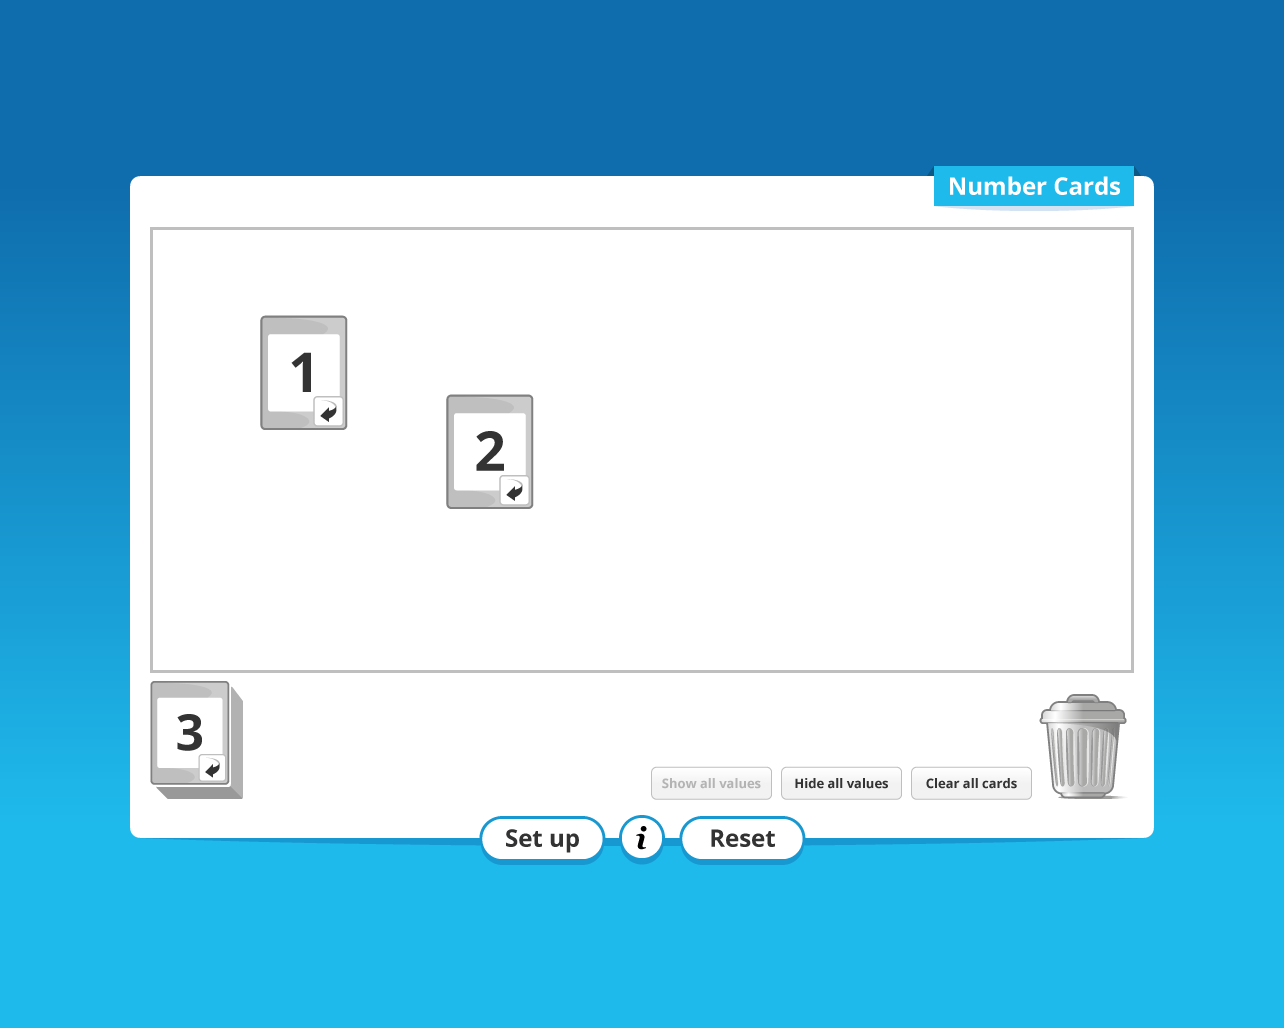 Number Cards
1
2
3
Show all values
Hide all values
Clear all cards
Set up
i
Reset